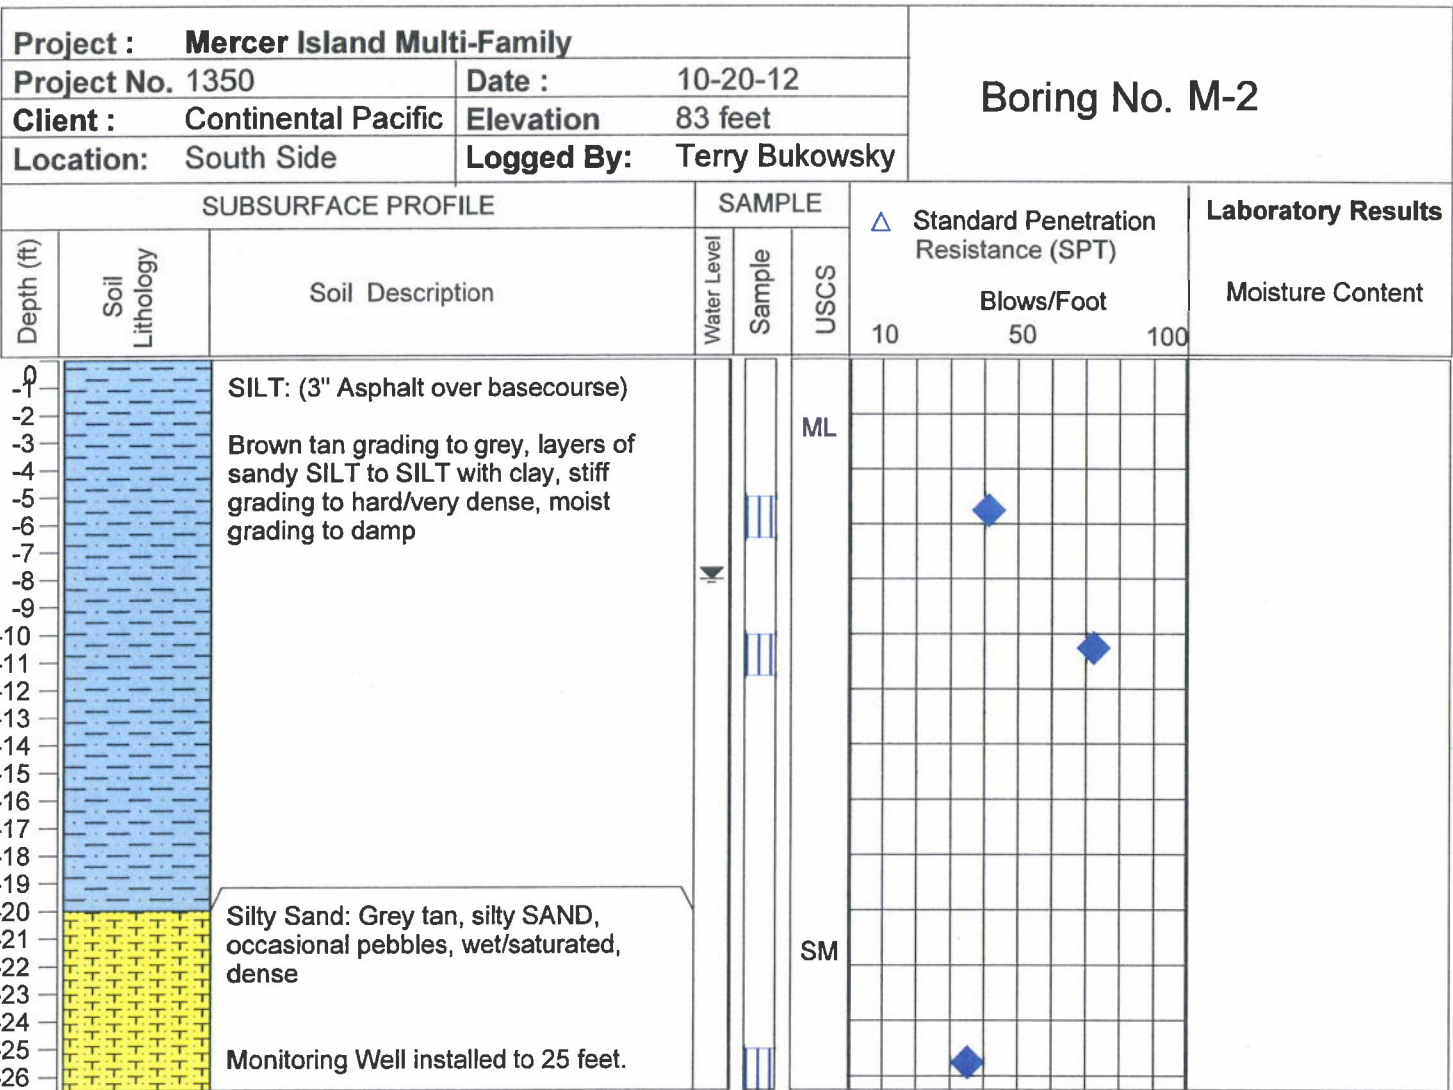 Project : Mercer Island Multi-Family
Project No. 1350 Date : 10-20-12
Client : Continental Pacific Elevation 83 feet
Location: South Side Logged By: Terry Bukowsky
Boring No. M-2
SUBSURFACE PROFILE SAMPLE
Depth (ft)
Soil
Lithology
Soil Description
Water Level
Sample
USCS
Standard Penetration
Resistance (SPT)
Blows/Foot
10 50 100
Laboratory Results
Moisture Content
0
-1
-2
-3
-4
-5
-6
-7
-8
-9
-10
-11
-12
-13
-14
-15
-16
-17
-18
-19
-20
-21
-22
-23
-24
-25
-26
SILT: (3" Asphalt over basecourse)
Brown tan grading to grey, layers of
sandy SILT to SILT with clay, stiff
grading to hard/very dense, moist
grading to damp
ML
Silty Sand: Grey tan, silty SAND,
occasional pebbles, wet/saturated,
dense
SM
Monitoring Well installed to 25 feet.